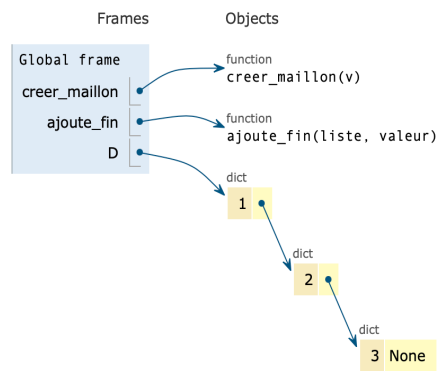 Frames Objects
Global frame
function
creer_maillon creer_maillon(v)
function
ajoute_fin ajoute_fin(liste, valeur)
D
dict
1
dict
2
dict
3 None